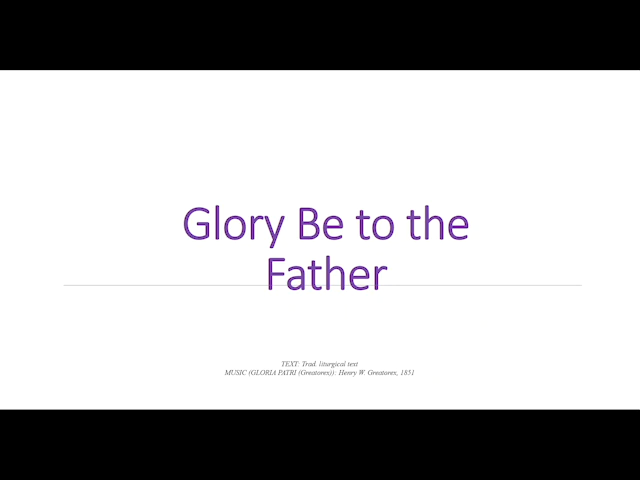 Glory Be to the
Father
TEXT: Trad. liturgical text
MUSIC (GLORIA PATRI (Greatorex)): Henry W. Greatorex, 1851